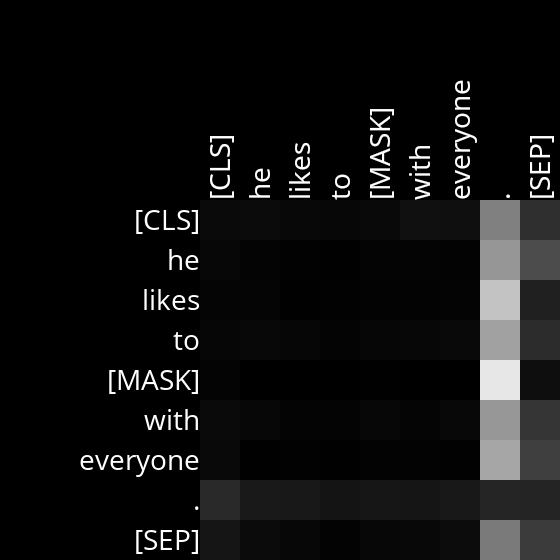 [CLS] he likes to [MASK] with everyone . [SEP]
[CLS]
he
likes
to
[MASK]
with
everyone
.
[SEP]